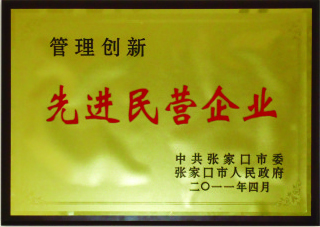 管理创新
先进民营企业
中共张家口市委
张家口市人民政府
二〇一一年四月